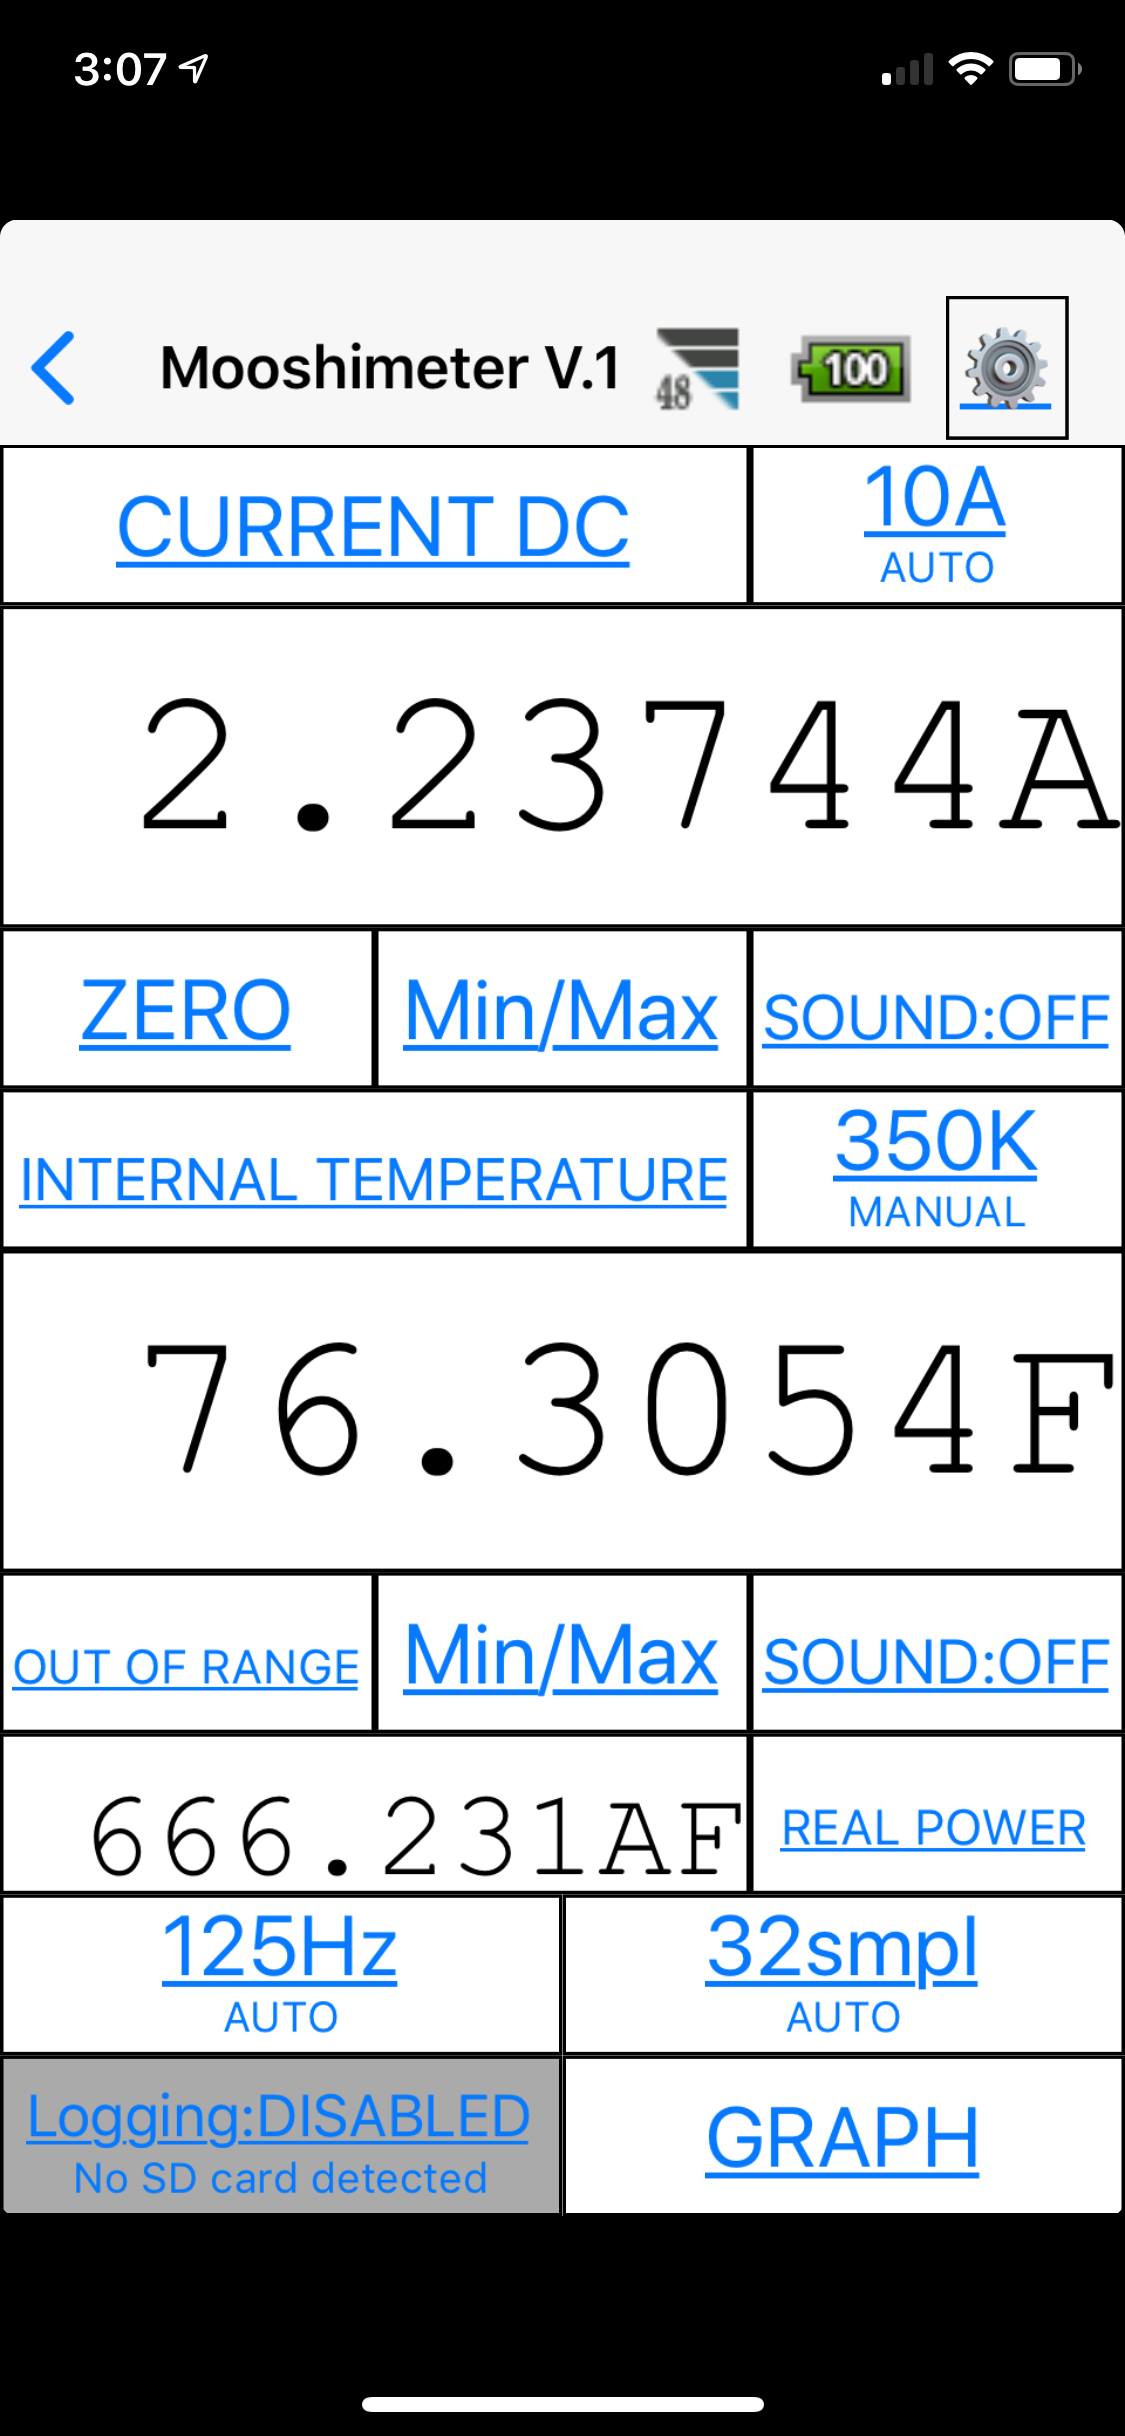 3:07
Mooshimeter V.1 48 100
CURRENT DC 10A
AUTO
2.23744A
ZERO Min/Max SOUND:OFF
INTERNAL TEMPERATURE 350K
MANUAL
76.3054F
OUT OF RANGE Min/Max SOUND:OFF
666.231AF REAL POWER
125Hz 32smpl
AUTO AUTO
Logging:DISABLED GRAPH
No SD card detected